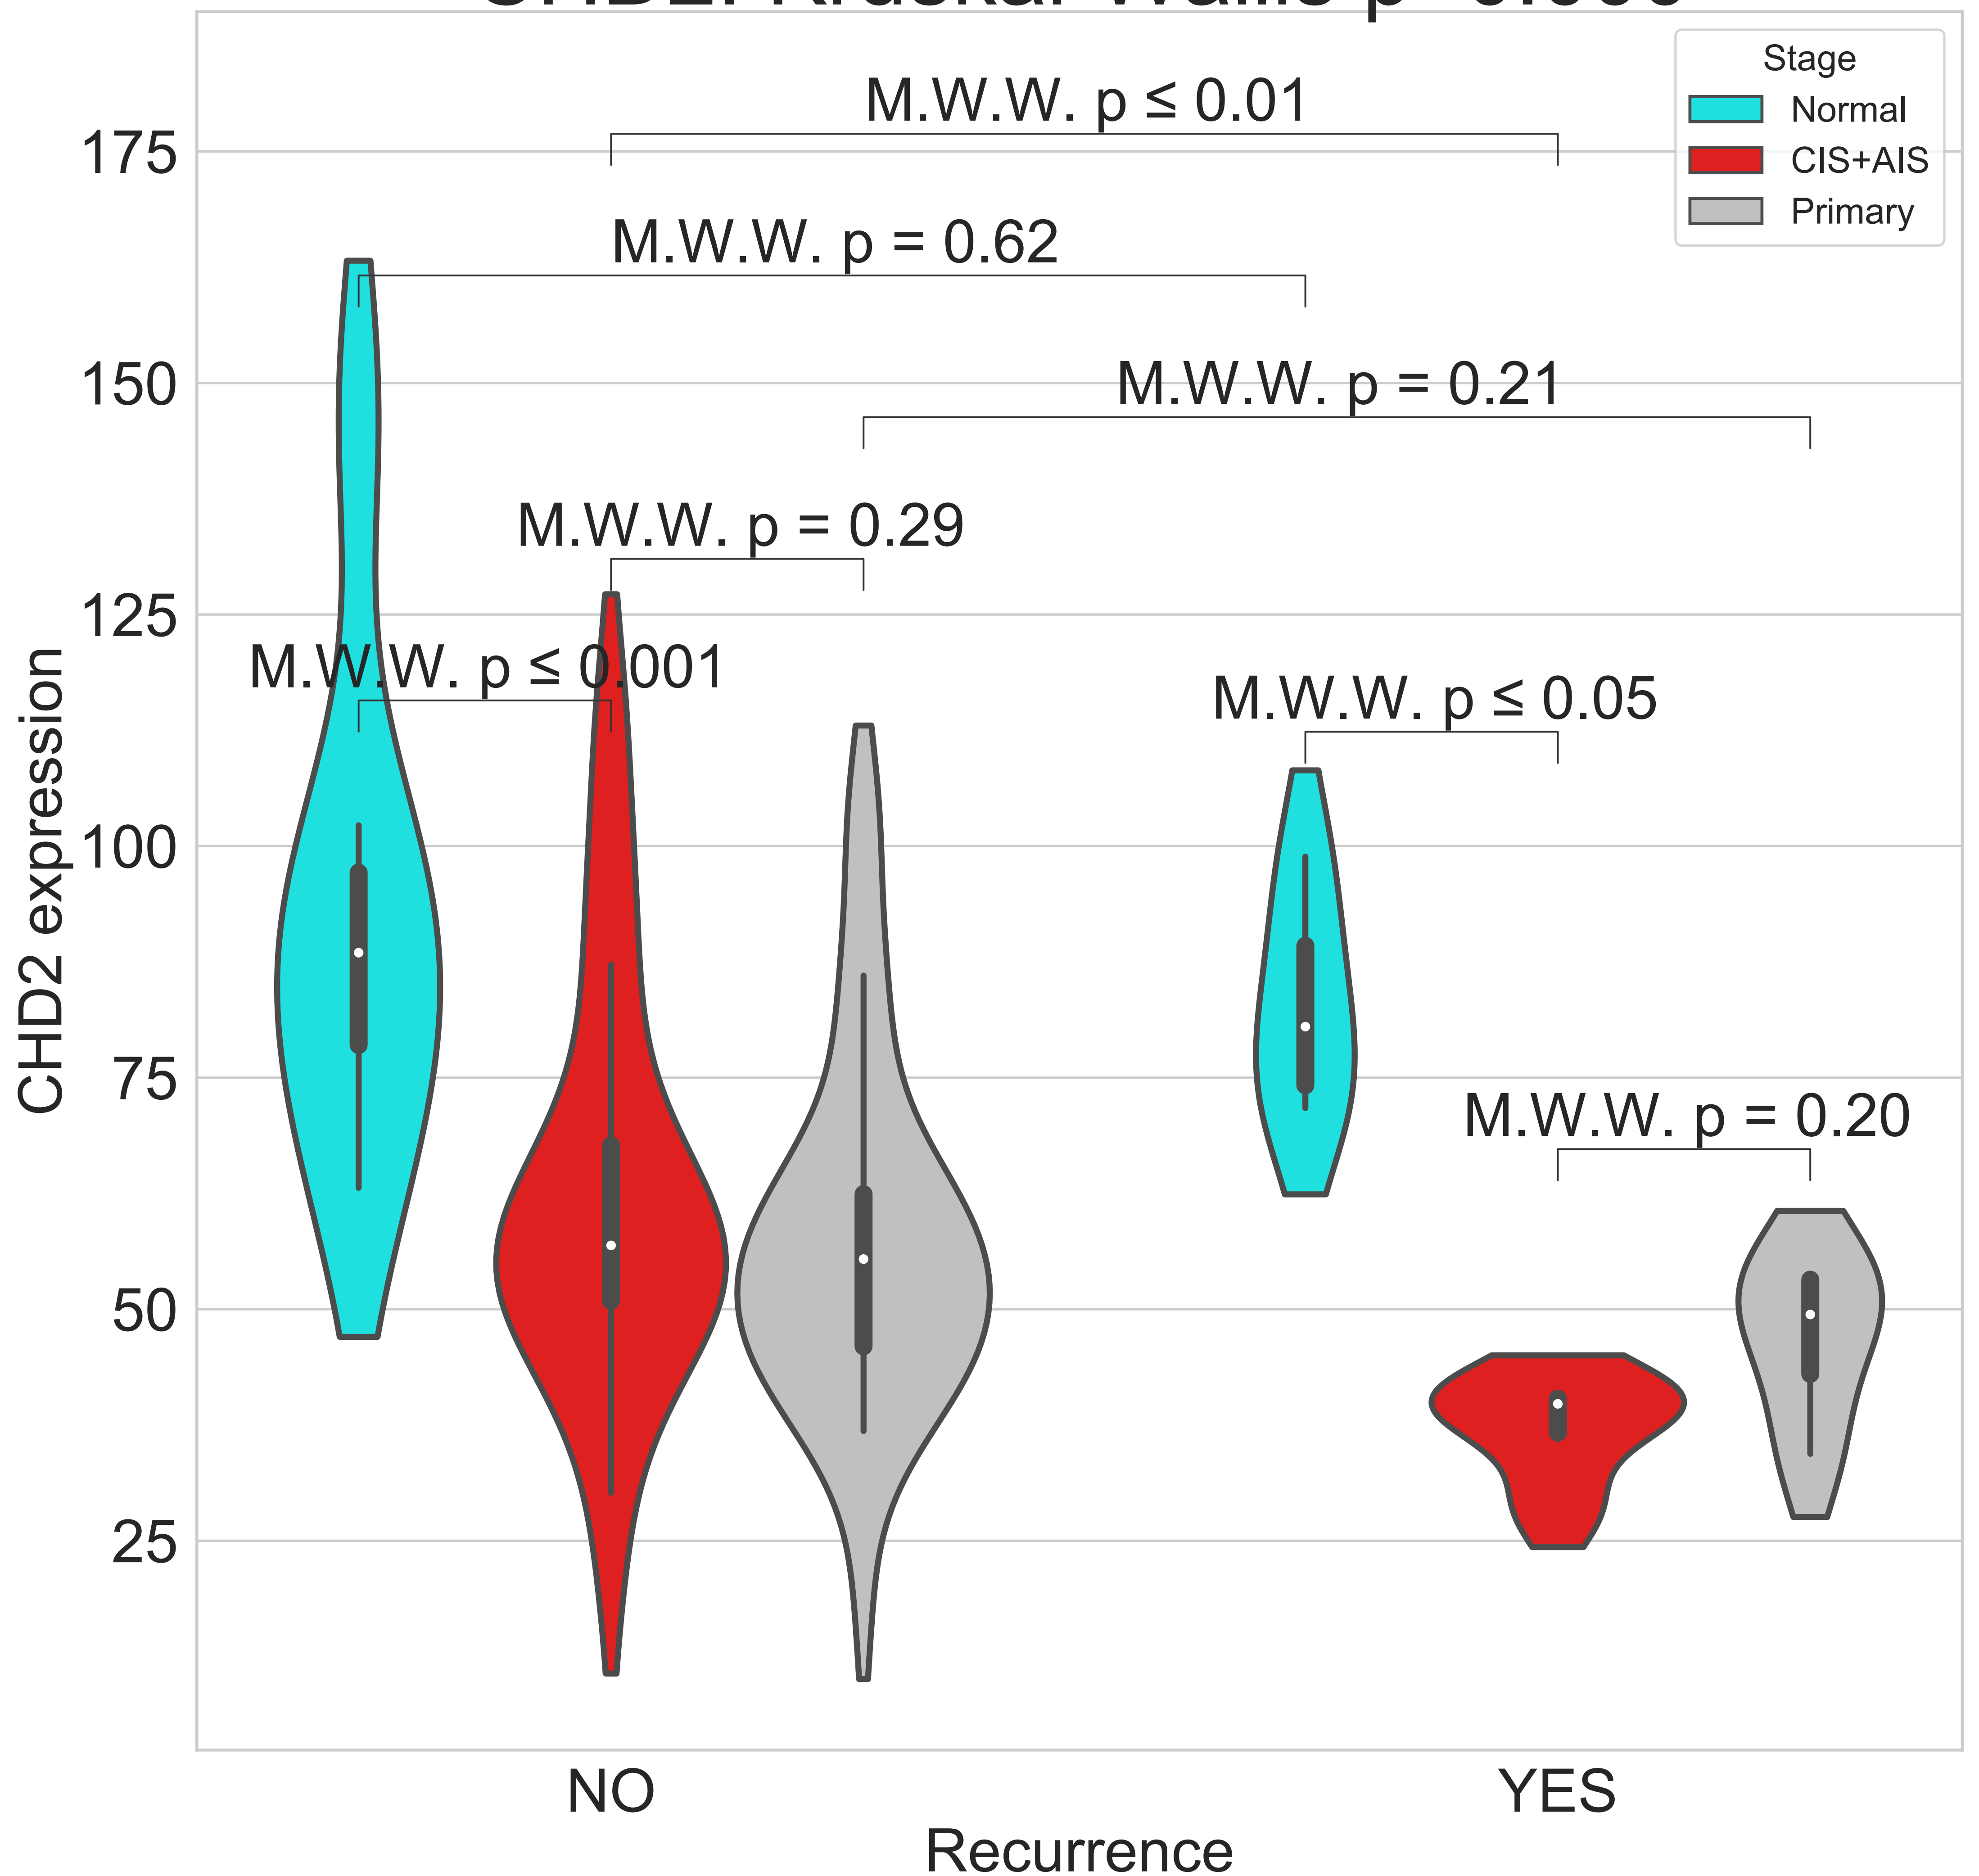 Stage
Normal
CIS+AIS
Primary
M.W.W. p ≤ 0.01
M.W.W. p = 0.62
M.W.W. p = 0.21
M.W.W. p = 0.29
M.W.W. p ≤ 0.001
M.W.W. p ≤ 0.05
M.W.W. p = 0.20
175
150
125
100
75
50
25
CHD2 expression
NO
YES
Recurrence